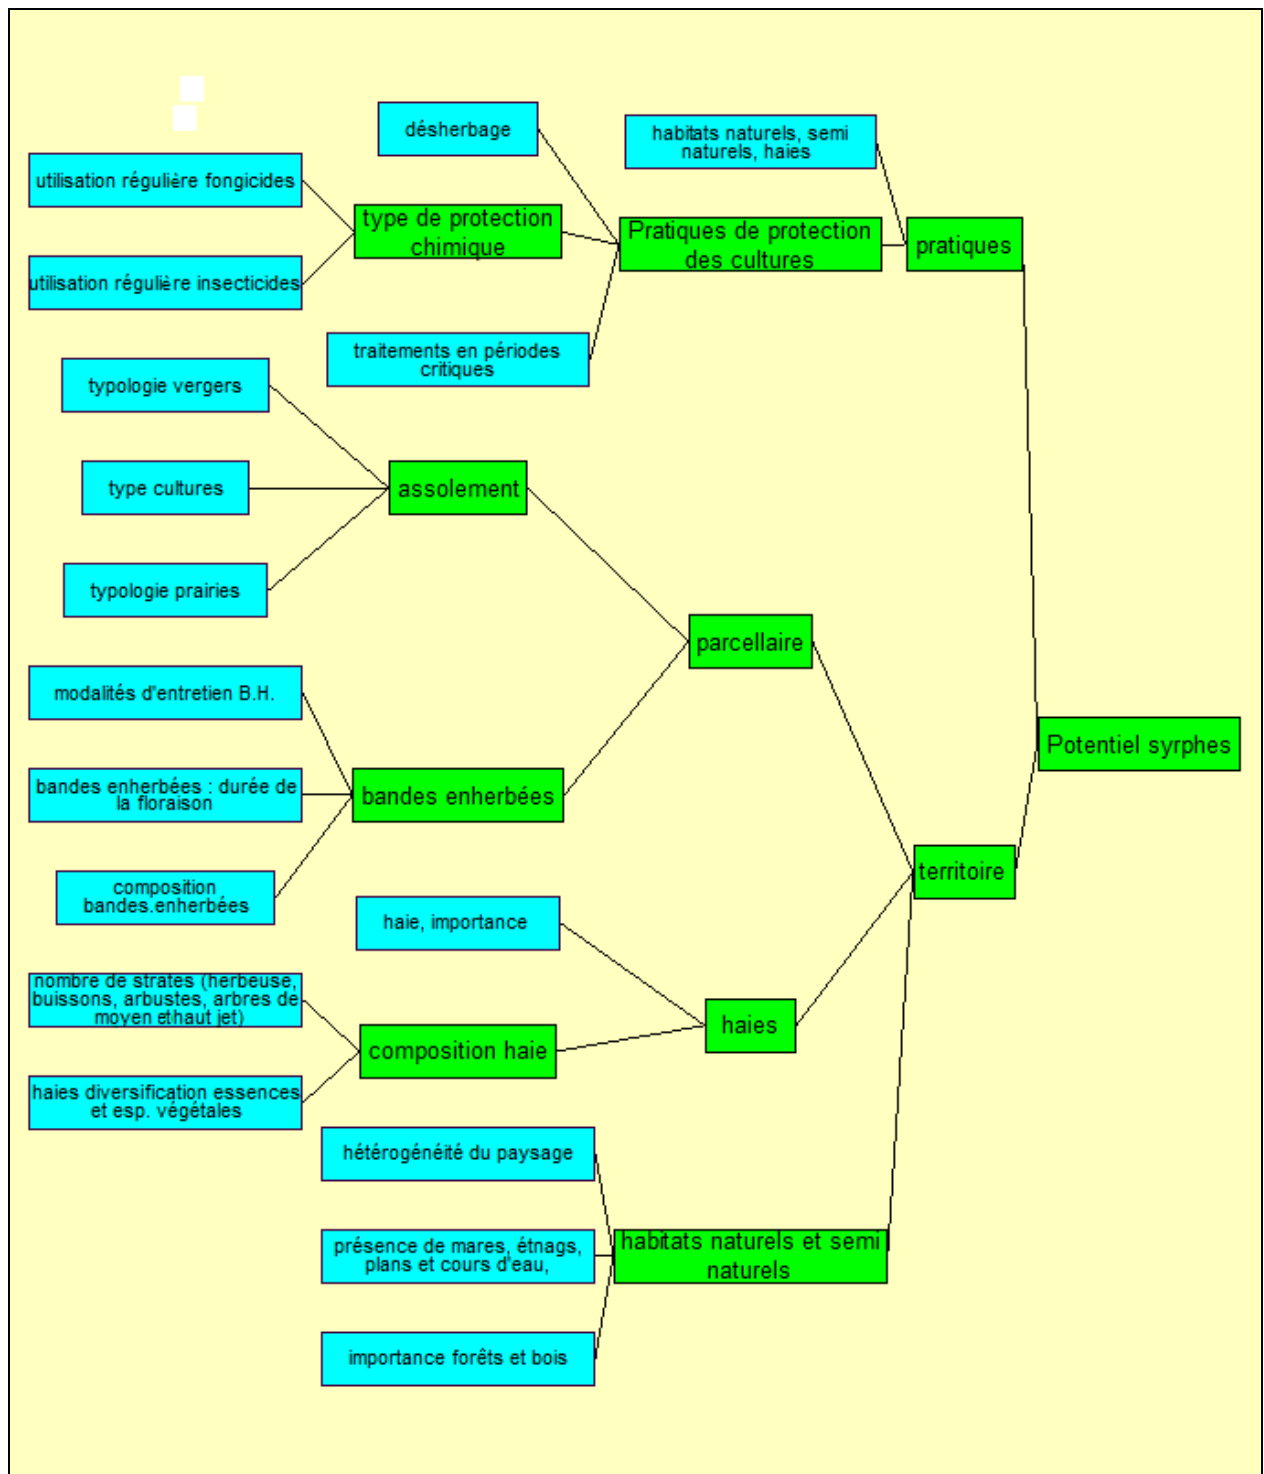 désherbage
habitats naturels, semi
naturels, haies
utilisation régulière fongicides
type de protection
chimique
Pratiques de protection
des cultures
pratiques
utilisation régulière insecticides
traitements en périodes
critiques
typologie vergers
type cultures
assolement
typologie prairies
parcellaire
modalités d'entretien B.H.
Potentiel syrphes
bandes enherbées : durée de
la floraison
bandes enherbées
territoire
composition
bandes.enherbées
haie, importance
nombre de strates (herbeuse,
buissons, arbustes, arbres de
moyen ethaut jet)
haies
composition haie
haies diversification essences
et esp. végétales
hétérogénéité du paysage
présence de mares, étnags,
plans et cours d'eau,
habitats naturels et semi
naturels
importance forêts et bois